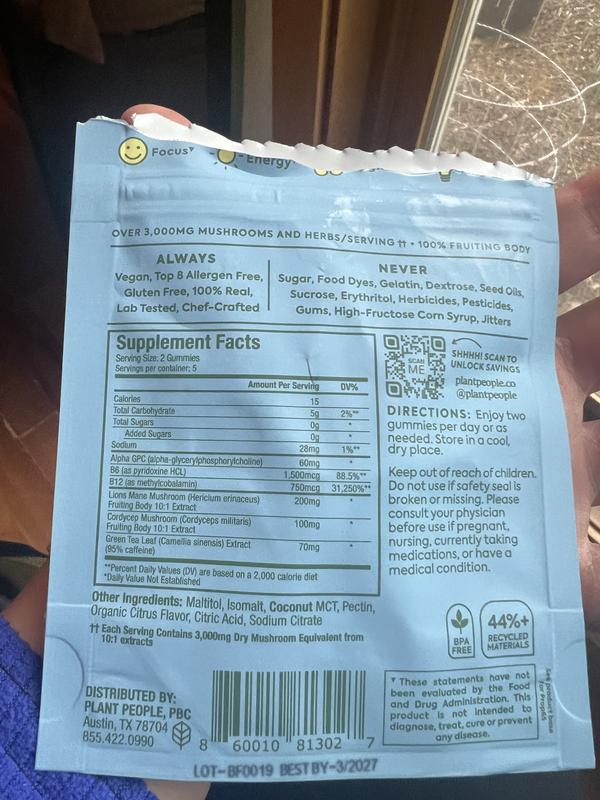 Focus▼
Energy
OVER 3,000MG MUSHROOMS AND HERBS/SERVING †† • 100% FRUITING BODY
ALWAYS
Vegan, Top 8 Allergen Free,
Gluten Free, 100% Real,
Lab Tested, Chef-Crafted
NEVER
Sugar, Food Dyes, Gelatin, Dextrose, Seed Oils,
Sucrose, Erythritol, Herbicides, Pesticides,
Gums, High-Fructose Corn Syrup, Jitters
Supplement Facts
Serving Size: 2 Gummies
Servings per container: 5
Amount Per Serving DV%
Calories 15
Total Carbohydrate 5g 2%**
Total Sugars 0g *
Added Sugars 0g *
Sodium 28mg 1%**
Alpha GPC (alpha-glycerylphosphorylcholine) 60mg *
B6 (as pyridoxine HCL) 1,500mcg 88.5%**
B12 (as methylcobalamin) 750mcg 31,250%**
Lions Mane Mushroom (Hericium erinaceus) 200mg *
Fruiting Body 10:1 Extract
Cordycep Mushroom (Cordyceps militaris) 100mg *
Fruiting Body 10:1 Extract
Green Tea Leaf (Camellia sinensis) Extract 70mg *
(95% caffeine)
**Percent Daily Values (DV) are based on a 2,000 calorie diet
*Daily Value Not Established
SCAN
ME
SHHHH! SCAN TO
UNLOCK SAVINGS
plantpeople.co
@plantpeople
DIRECTIONS: Enjoy two
gummies per day or as
needed. Store in a cool,
dry place.
Keep out of reach of children.
Do not use if safety seal is
broken or missing. Please
consult your physician
before use if pregnant,
nursing, currently taking
medications, or have a
medical condition.
Other Ingredients: Maltitol, Isomalt, Coconut MCT, Pectin,
Organic Citrus Flavor, Citric Acid, Sodium Citrate
†† Each Serving Contains 3,000mg Dry Mushroom Equivalent from
10:1 extracts
BPA
FREE
44%+
RECYCLED
MATERIALS
DISTRIBUTED BY:
PLANT PEOPLE, PBC
Austin, TX 78704
855.422.0990
8 60010 81302 7
▼ These statements have not
been evaluated by the Food
and Drug Administration. This
product is not intended to
diagnose, treat, cure or prevent
any disease.
See product base
for Prop65
LOT-BF0019 BEST BY-3/2027